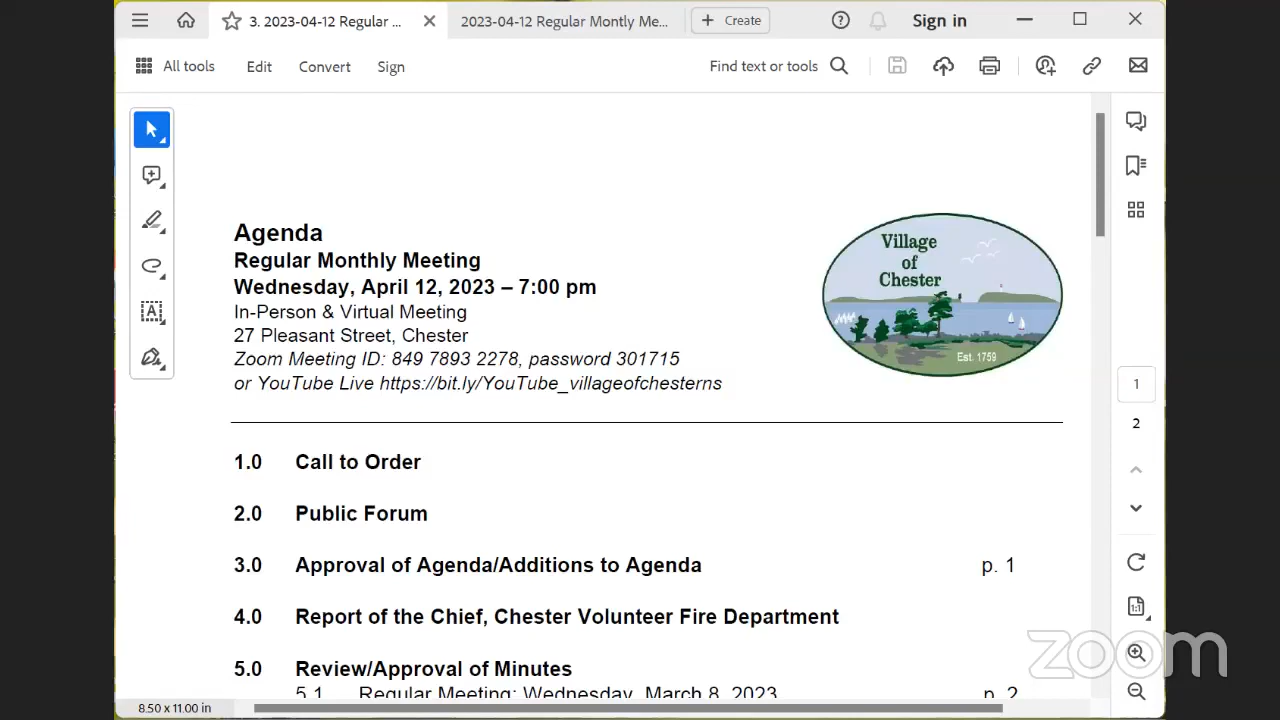 3. 2023-04-12 Regular ...
2023-04-12 Regular Montly Me...
Create
Sign in
All tools
Edit
Convert
Sign
Find text or tools
Agenda
Regular Monthly Meeting
Wednesday, April 12, 2023 – 7:00 pm
In-Person & Virtual Meeting
27 Pleasant Street, Chester
Zoom Meeting ID: 849 7893 2278, password 301715
or YouTube Live https://bit.ly/YouTube_villageofchesterns
Village
of
Chester
Est. 1759
1.0 Call to Order
2.0 Public Forum
3.0 Approval of Agenda/Additions to Agenda p. 1
4.0 Report of the Chief, Chester Volunteer Fire Department
5.0 Review/Approval of Minutes
5.1 Regular Meeting: Wednesday, March 8, 2023 p. 2
1
2
1:1
8.50 x 11.00 in
zoom